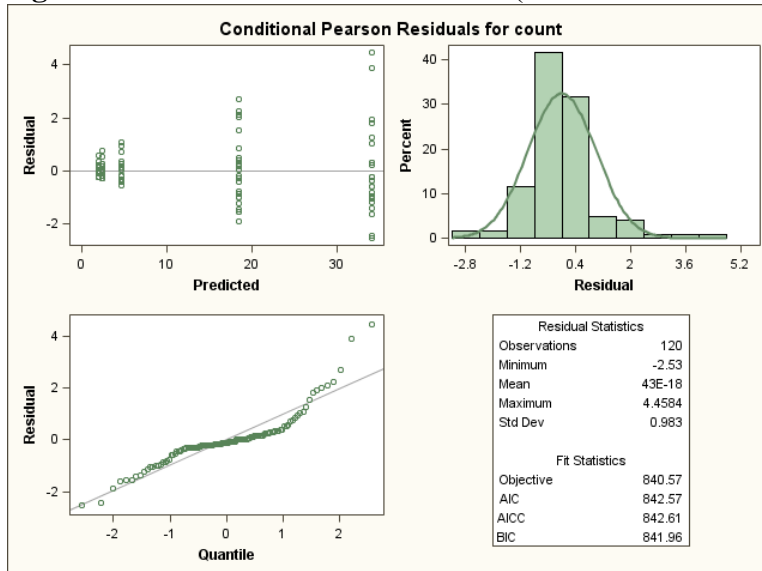 Conditional Pearson Residuals for count
4
2
0
-2
Residual
0 10 20 30
Predicted
40
30
20
10
0
Percent
-2.8 -1.2 0.4 2 3.6 5.2
Residual
4
2
0
-2
Residual
-2 -1 0 1 2
Quantile
Residual Statistics
Observations 120
Minimum -2.53
Mean 43E-18
Maximum 4.4584
Std Dev 0.983
Fit Statistics
Objective 840.57
AIC 842.57
AICC 842.61
BIC 841.96